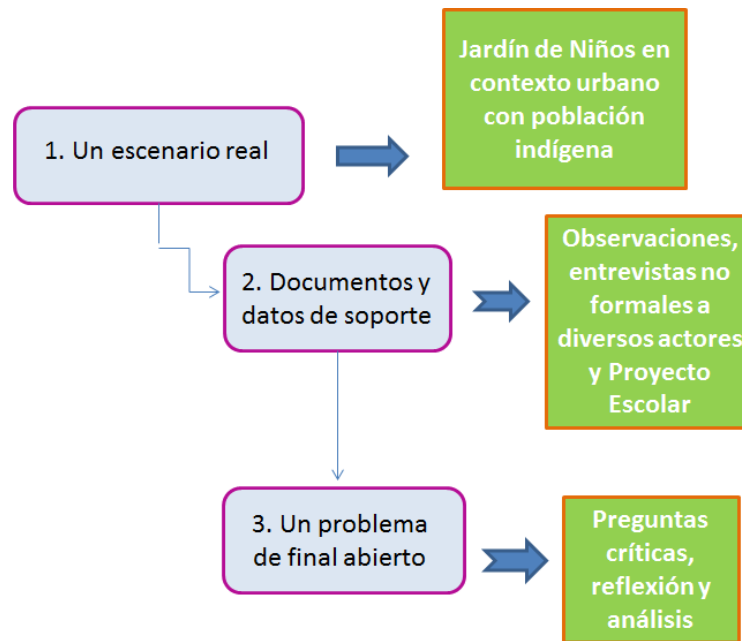 1. Un escenario real
Jardín de Niños en
contexto urbano
con población
indígena
2. Documentos y
datos de soporte
Observaciones,
entrevistas no
formales a
diversos actores
y Proyecto
Escolar
3. Un problema
de final abierto
Preguntas
críticas,
reflexión y
análisis